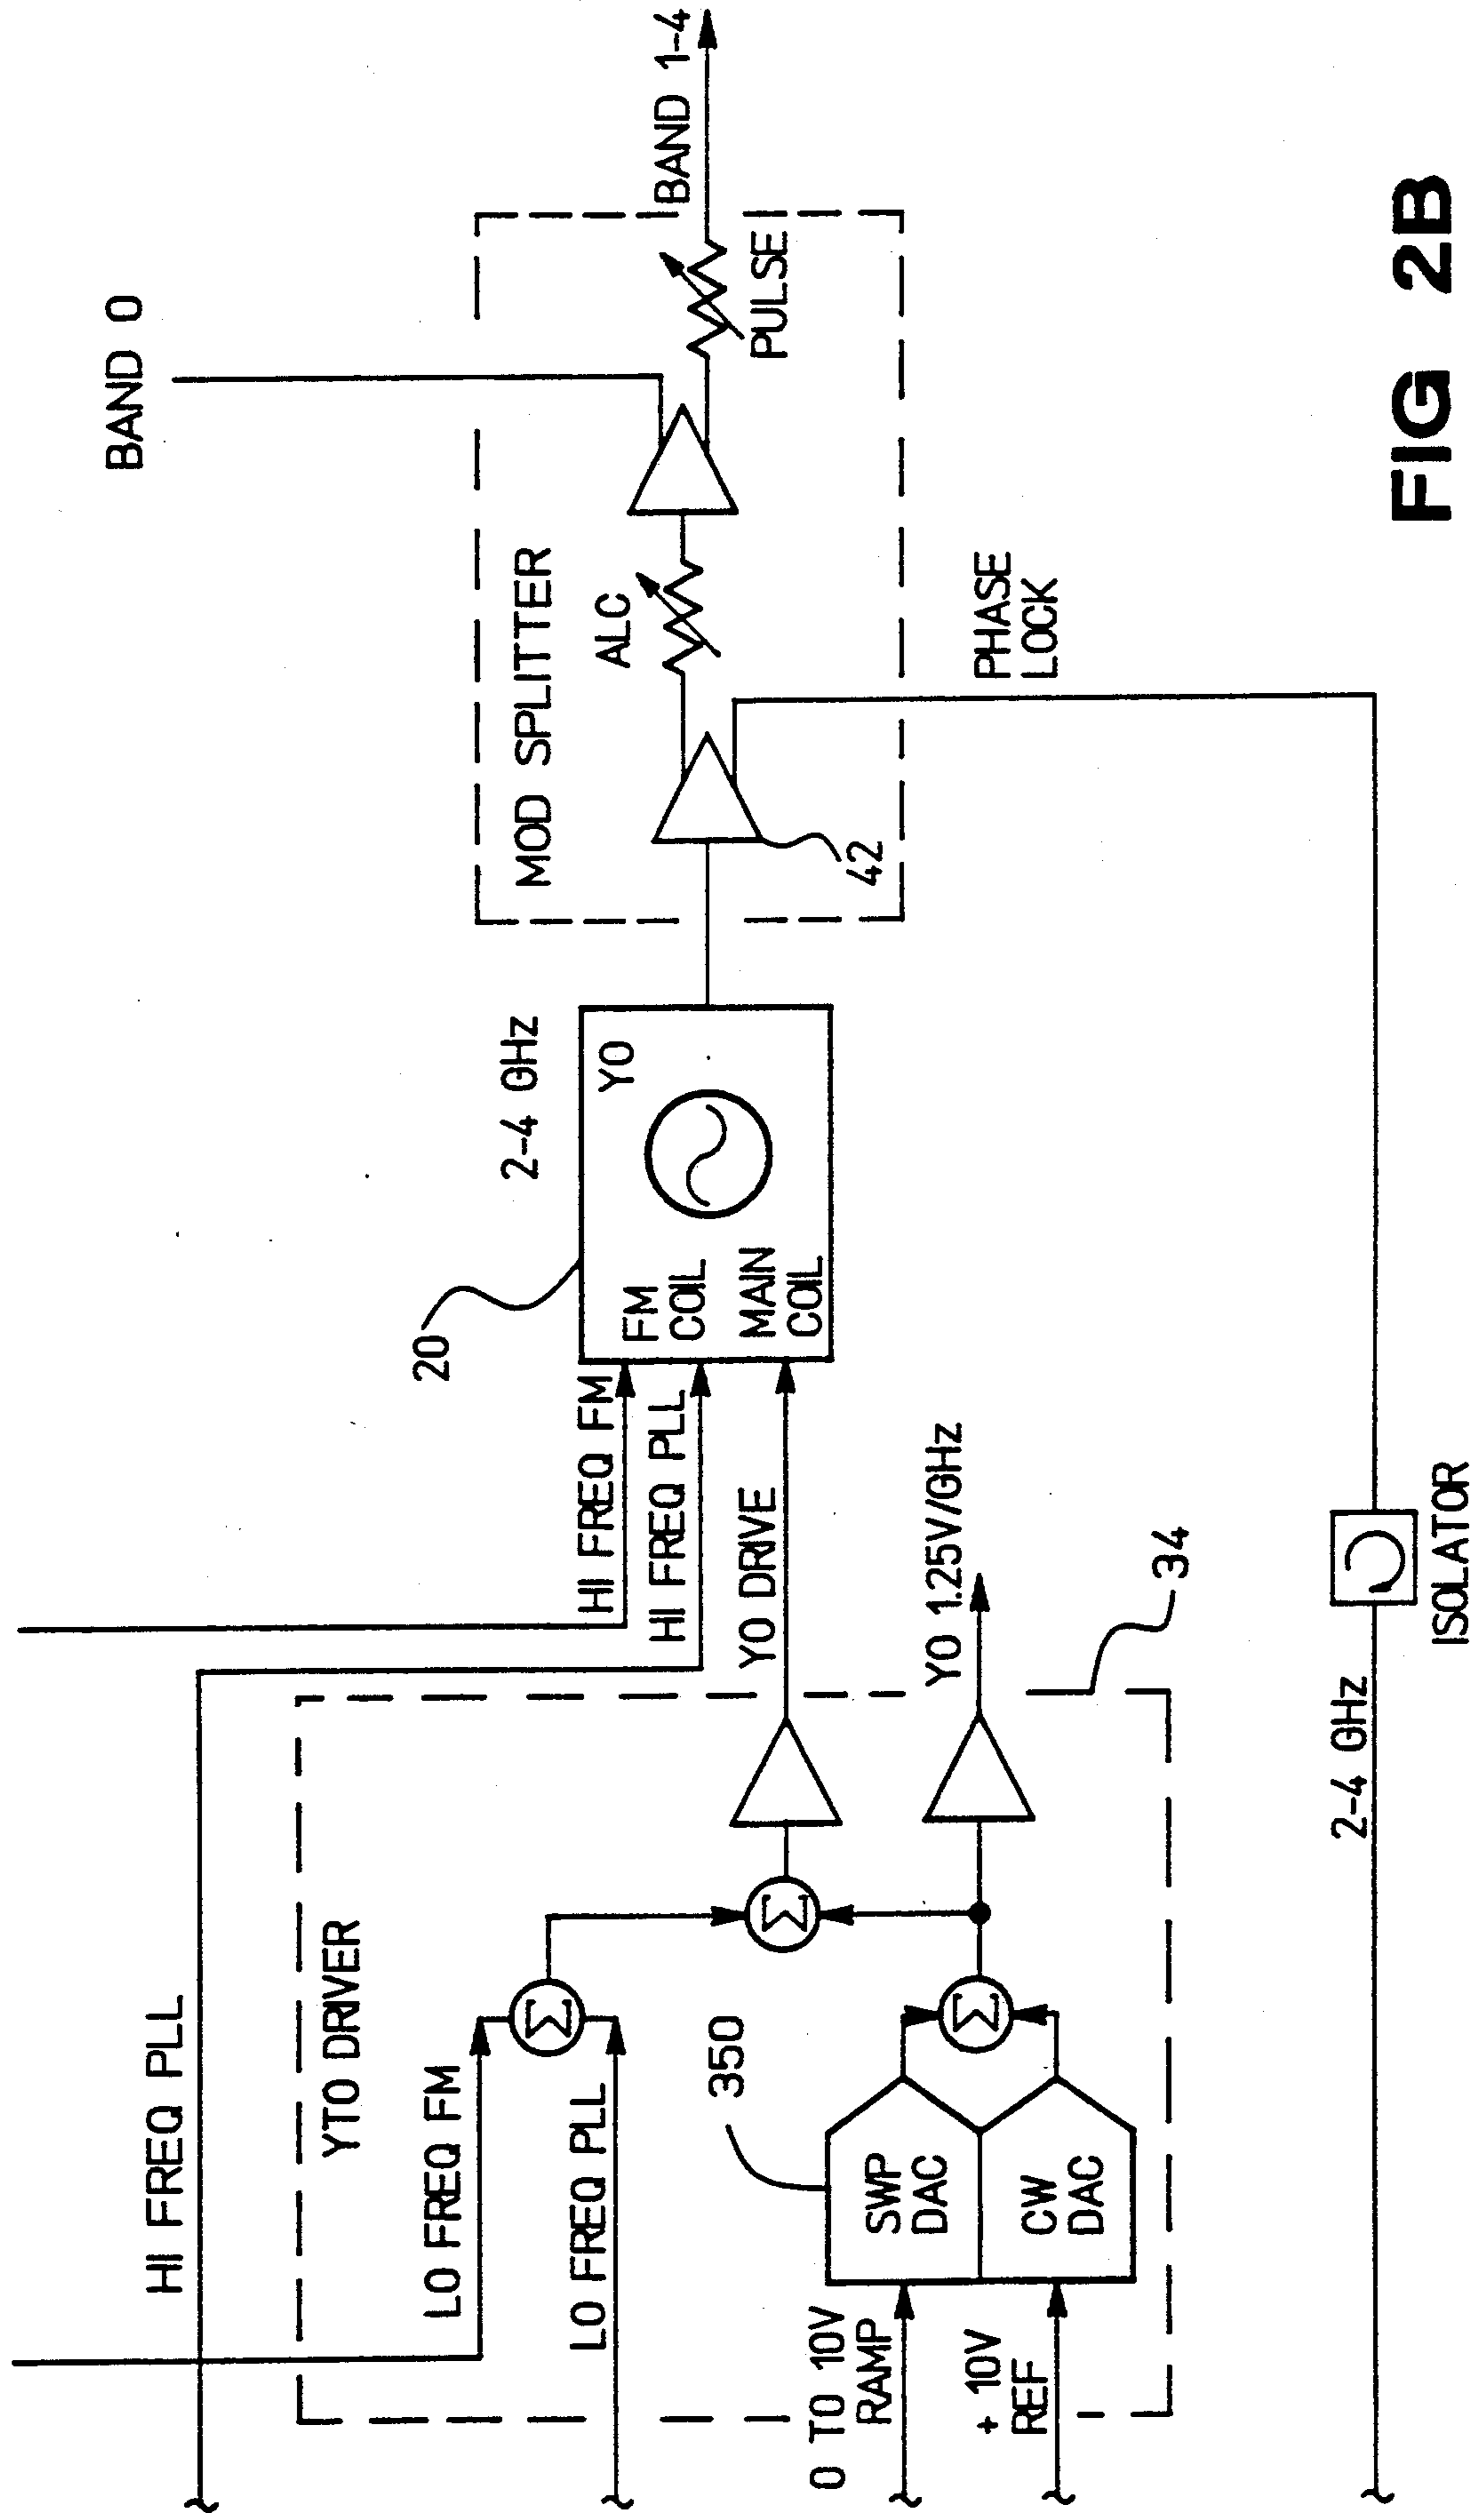 HI FREQ PLL
YTO DRIVER
LO FREQ FM
LO FREQ PLL
350
SWP
DAC
CW
DAC
0 TO 10V
RAMP
+ 10V
REF
HI FREQ FM
HI FREQ PLL
YO DRIVE
YO 1.25V/GHz
34
20
2-4 GHz
YO
FM
COIL
MAIN
COIL
MOD SPLITTER
ALC
42
PULSE
BAND 0
BAND 1-4
PHASE
LOCK
2-4 GHz
ISOLATOR
FIG 2B